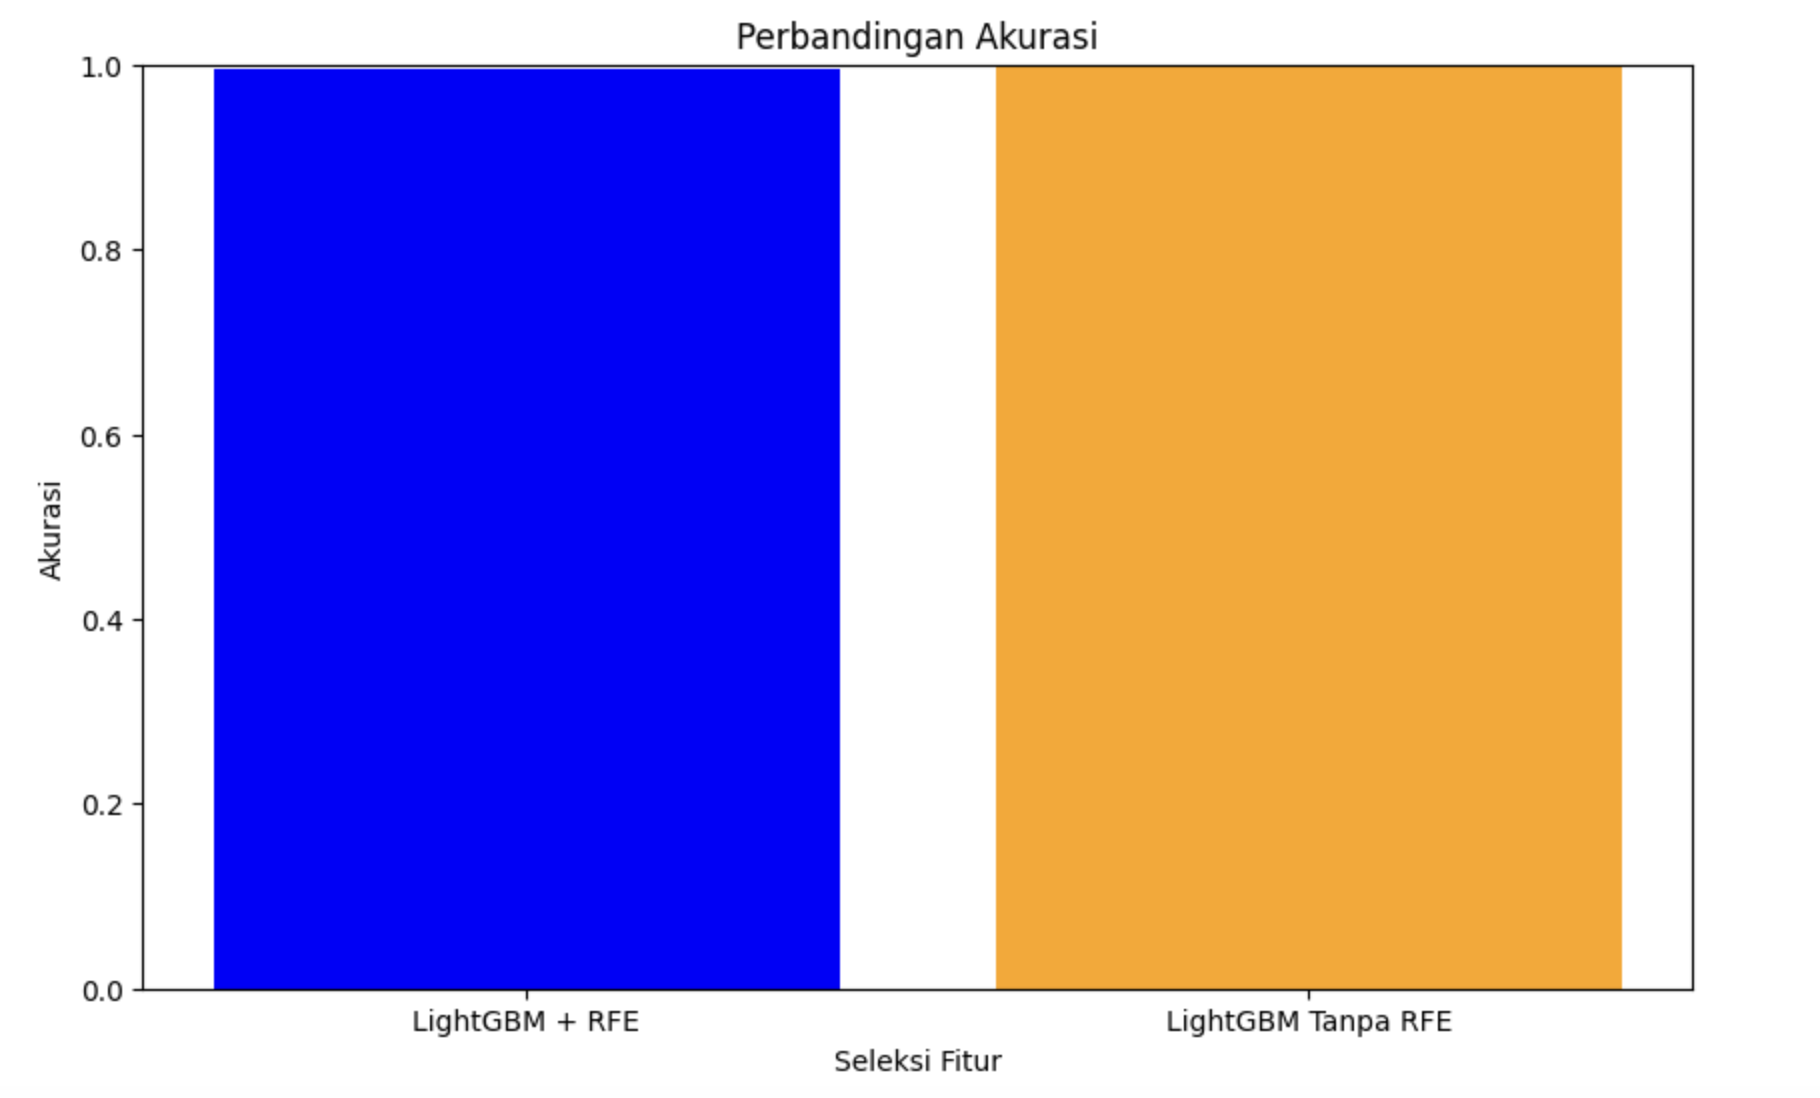 Perbandingan Akurasi
1.0
0.8
0.6
0.4
0.2
0.0
Akurasi
LightGBM + RFE
LightGBM Tanpa RFE
Seleksi Fitur